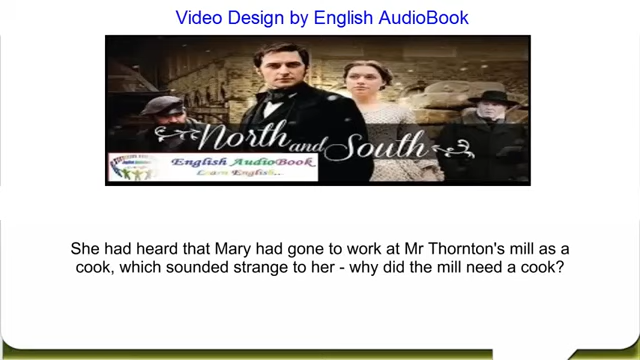 Video Design by English AudioBook
North and South
English AudioBook
Learn English...
She had heard that Mary had gone to work at Mr Thornton's mill as a
cook, which sounded strange to her - why did the mill need a cook?